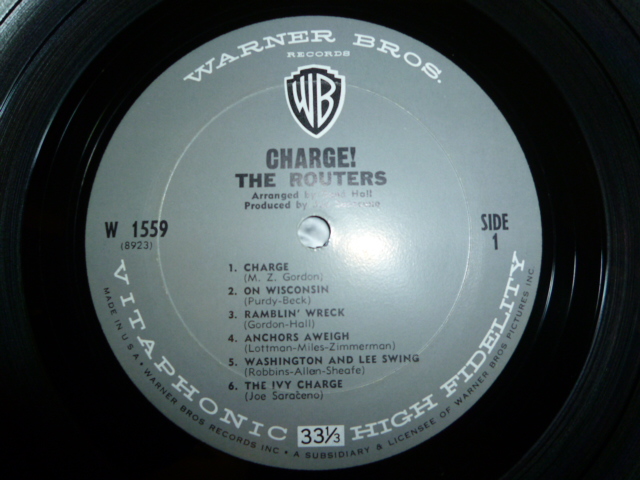 WARNER BROS.
RECORDS
WB
CHARGE!
THE ROUTERS
Arranged by Hall
Produced by
W 1559
(8923)
SIDE
1
1. CHARGE
(M. Z. Gordon)
2. ON WISCONSIN
(Purdy-Beck)
3. RAMBLIN' WRECK
(Gordon-Hall)
4. ANCHORS AWEIGH
(Lottman-Miles-Zimmerman)
5. WASHINGTON AND LEE SWING
(Robbins-Allen-Sheafe)
6. THE IVY CHARGE
(Joe Saračeno)
VITAPHONIC 33⅓ HIGH FIDELITY
MADE IN U.S.A. • WARNER BROS RECORDS INC • A SUBSIDIARY & LICENSEE OF WARNER BROS PICTURES INC.